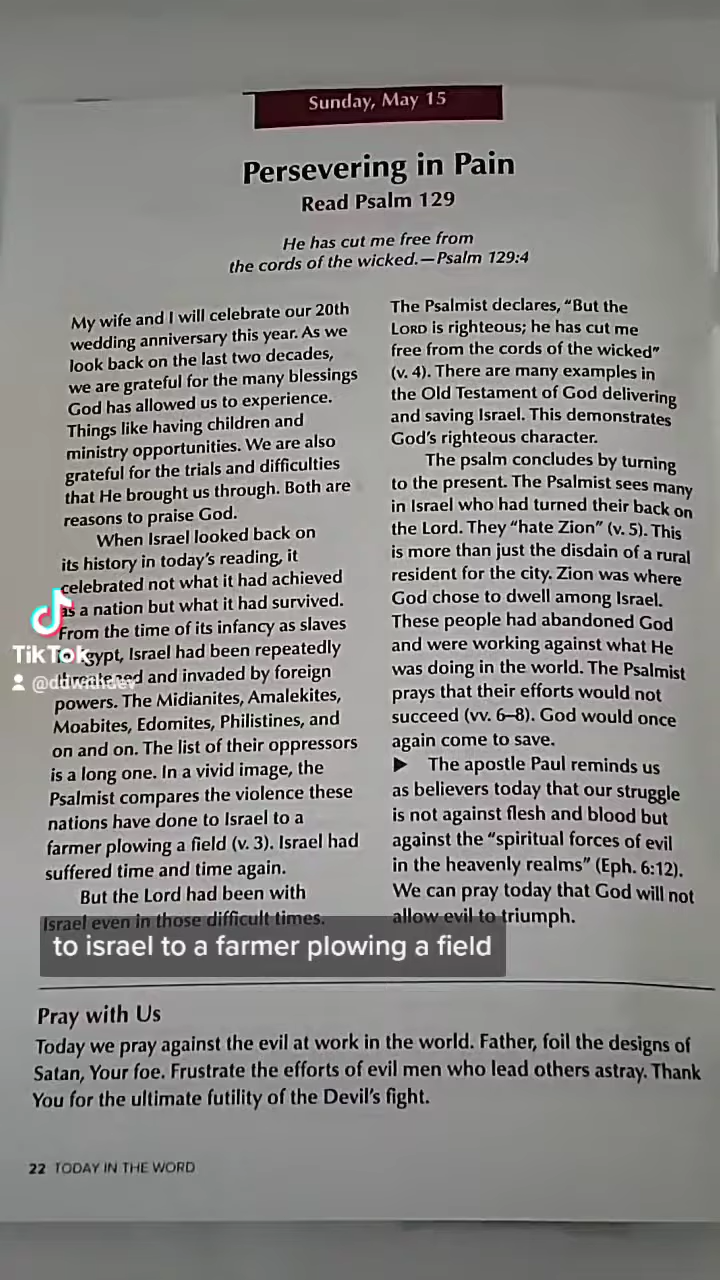 Sunday, May 15
Persevering in Pain
Read Psalm 129
He has cut me free from
the cords of the wicked.—Psalm 129:4
My wife and I will celebrate our 20th
wedding anniversary this year. As we
look back on the last two decades,
we are grateful for the many blessings
God has allowed us to experience.
Things like having children and
ministry opportunities. We are also
grateful for the trials and difficulties
that He brought us through. Both are
reasons to praise God.
When Israel looked back on
its history in today's reading, it
celebrated not what it had achieved
as a nation but what it had survived.
From the time of its infancy as slaves
Egypt, Israel had been repeatedly
threatened and invaded by foreign
powers. The Midianites, Amalekites,
Moabites, Edomites, Philistines, and
on and on. The list of their oppressors
is a long one. In a vivid image, the
Psalmist compares the violence these
nations have done to Israel to a
farmer plowing a field (v. 3). Israel had
suffered time and time again.
But the Lord had been with
Israel even in those difficult times.
The Psalmist declares, "But the
LORD is righteous; he has cut me
free from the cords of the wicked"
(v. 4). There are many examples in
the Old Testament of God delivering
and saving Israel. This demonstrates
God's righteous character.
The psalm concludes by turning
to the present. The Psalmist sees many
in Israel who had turned their back on
the Lord. They "hate Zion" (v. 5). This
is more than just the disdain of a rural
resident for the city. Zion was where
God chose to dwell among Israel.
These people had abandoned God
and were working against what He
was doing in the world. The Psalmist
prays that their efforts would not
succeed (vv. 6–8). God would once
again come to save.
▶ The apostle Paul reminds us
as believers today that our struggle
is not against flesh and blood but
against the "spiritual forces of evil
in the heavenly realms" (Eph. 6:12).
We can pray today that God will not
allow evil to triumph.
TikTok
to israel to a farmer plowing a field
Pray with Us
Today we pray against the evil at work in the world. Father, foil the designs of
Satan, Your foe. Frustrate the efforts of evil men who lead others astray. Thank
You for the ultimate futility of the Devil's fight.
22 TODAY IN THE WORD